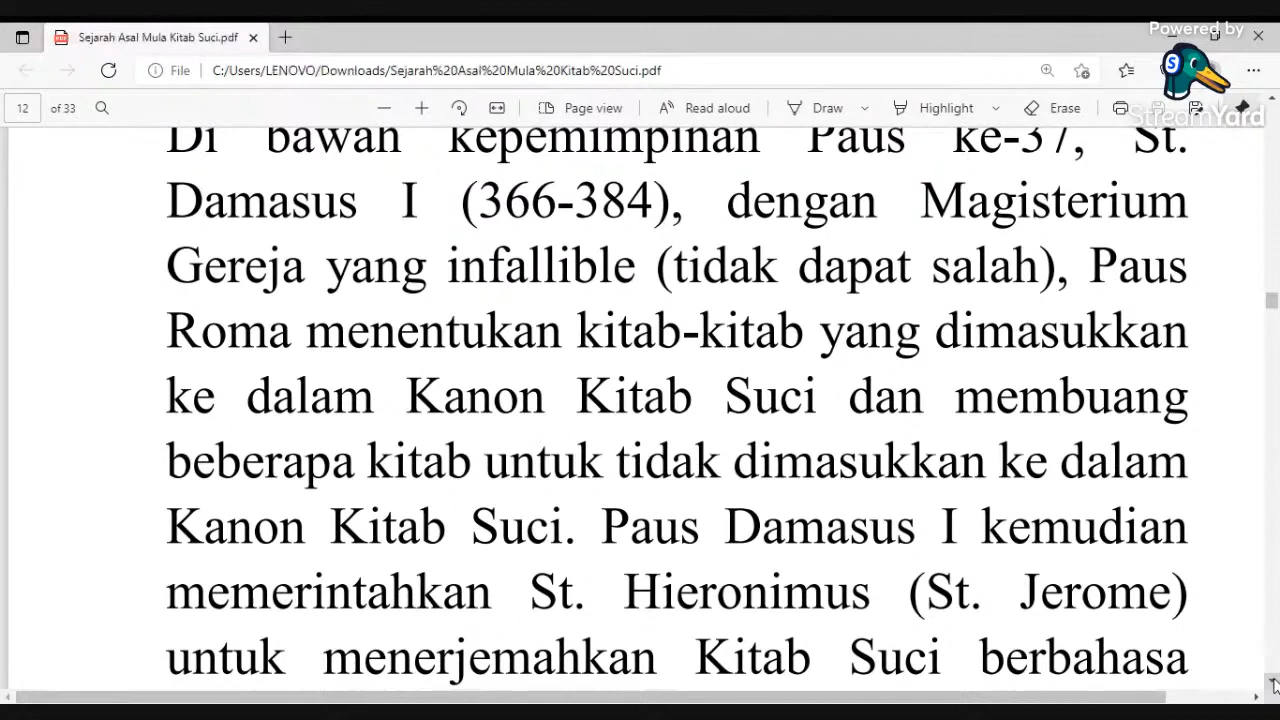 Powered by
Sejarah Asal Mula Kitab Suci.pdf
File
C:/Users/LENOVO/Downloads/Sejarah%20Asal%20Mula%20Kitab%20Suci.pdf
S
12 of 33
Page view
Read aloud
Draw
Highlight
Erase
StreamYard
Di bawah kepemimpinan Paus ke-37, St.
Damasus I (366-384), dengan Magisterium
Gereja yang infallible (tidak dapat salah), Paus
Roma menentukan kitab-kitab yang dimasukkan
ke dalam Kanon Kitab Suci dan membuang
beberapa kitab untuk tidak dimasukkan ke dalam
Kanon Kitab Suci. Paus Damasus I kemudian
memerintahkan St. Hieronimus (St. Jerome)
untuk menerjemahkan Kitab Suci berbahasa